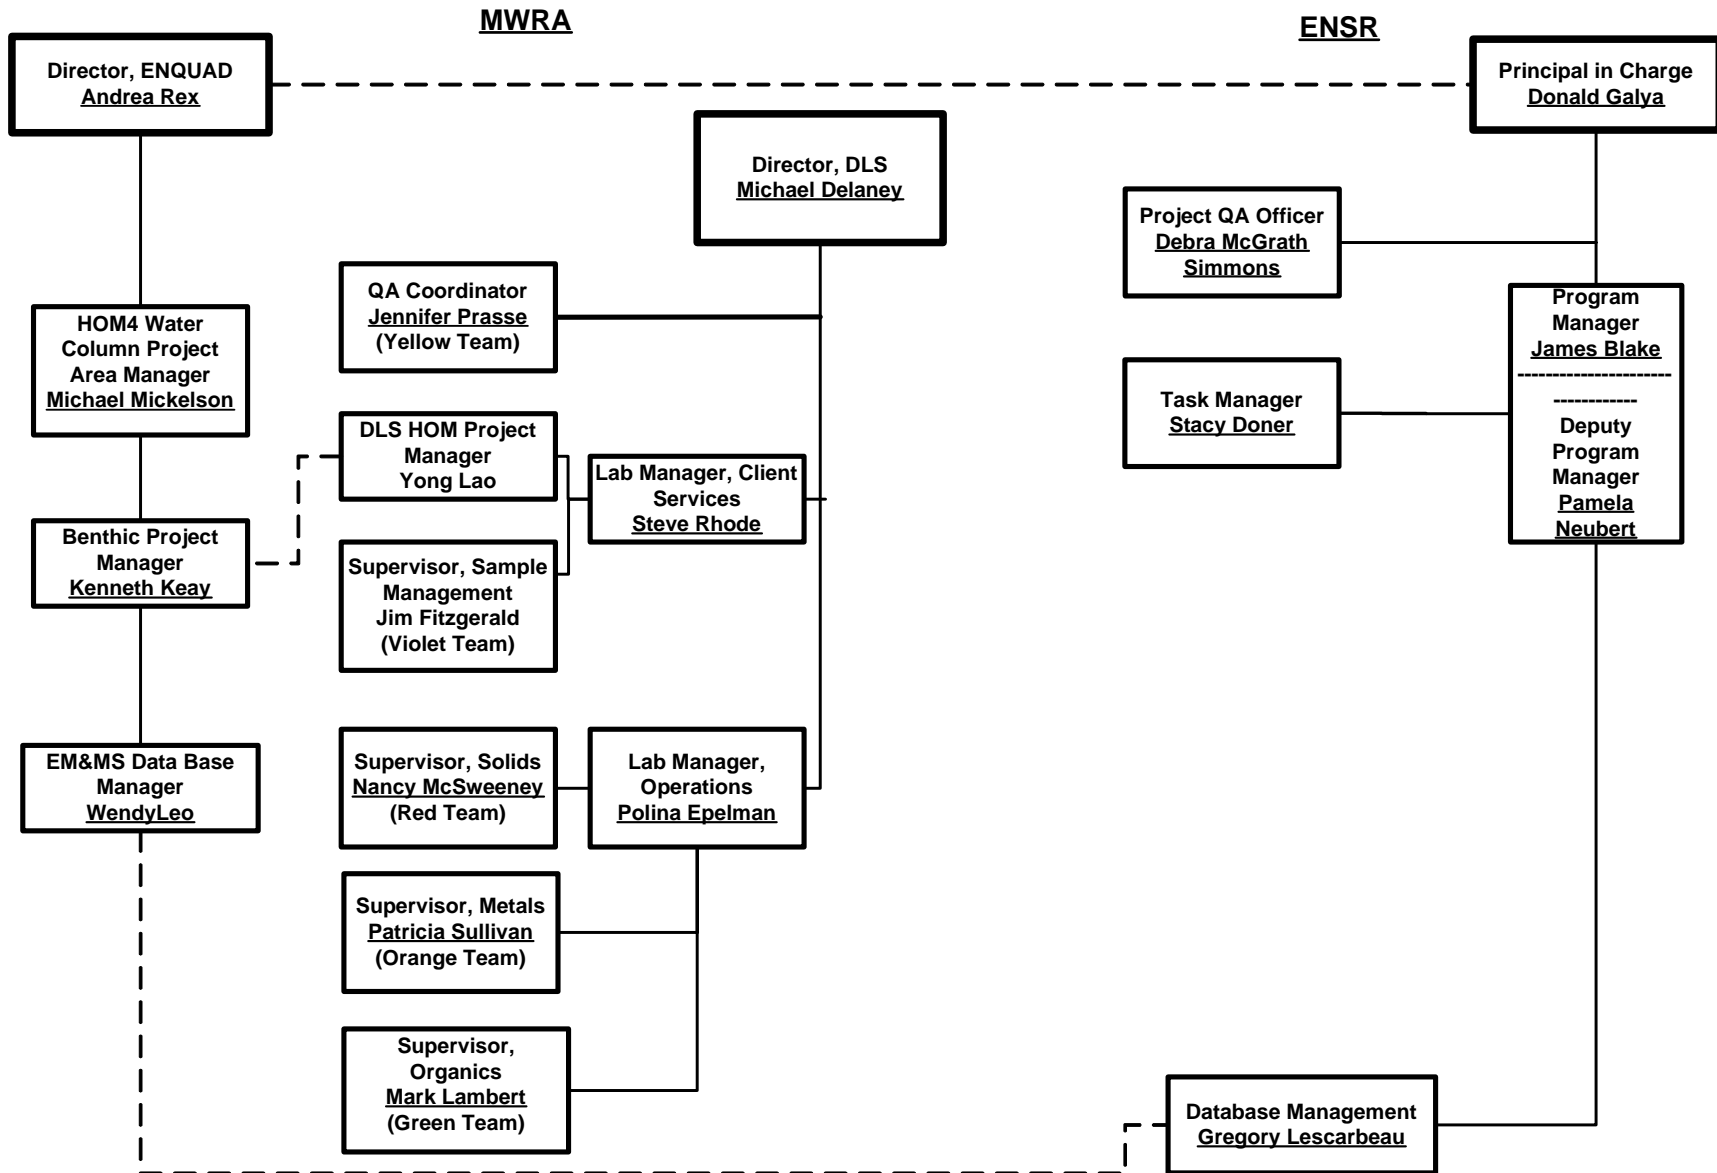 MWRA
ENSR
Director, ENQUAD
Andrea Rex
Principal in Charge
Donald Galya
Director, DLS
Michael Delaney
Project QA Officer
Debra McGrath
Simmons
QA Coordinator
Jennifer Prasse
(Yellow Team)
HOM4 Water
Column Project
Area Manager
Michael Mickelson
Program
Manager
James Blake
----------------------
------------
Deputy
Program
Manager
Pamela
Neubert
Task Manager
Stacy Doner
DLS HOM Project
Manager
Yong Lao
Lab Manager, Client
Services
Steve Rhode
Benthic Project
Manager
Kenneth Keay
Supervisor, Sample
Management
Jim Fitzgerald
(Violet Team)
EM&MS Data Base
Manager
WendyLeo
Supervisor, Solids
Nancy McSweeney
(Red Team)
Lab Manager,
Operations
Polina Epelman
Supervisor, Metals
Patricia Sullivan
(Orange Team)
Supervisor,
Organics
Mark Lambert
(Green Team)
Database Management
Gregory Lescarbeau